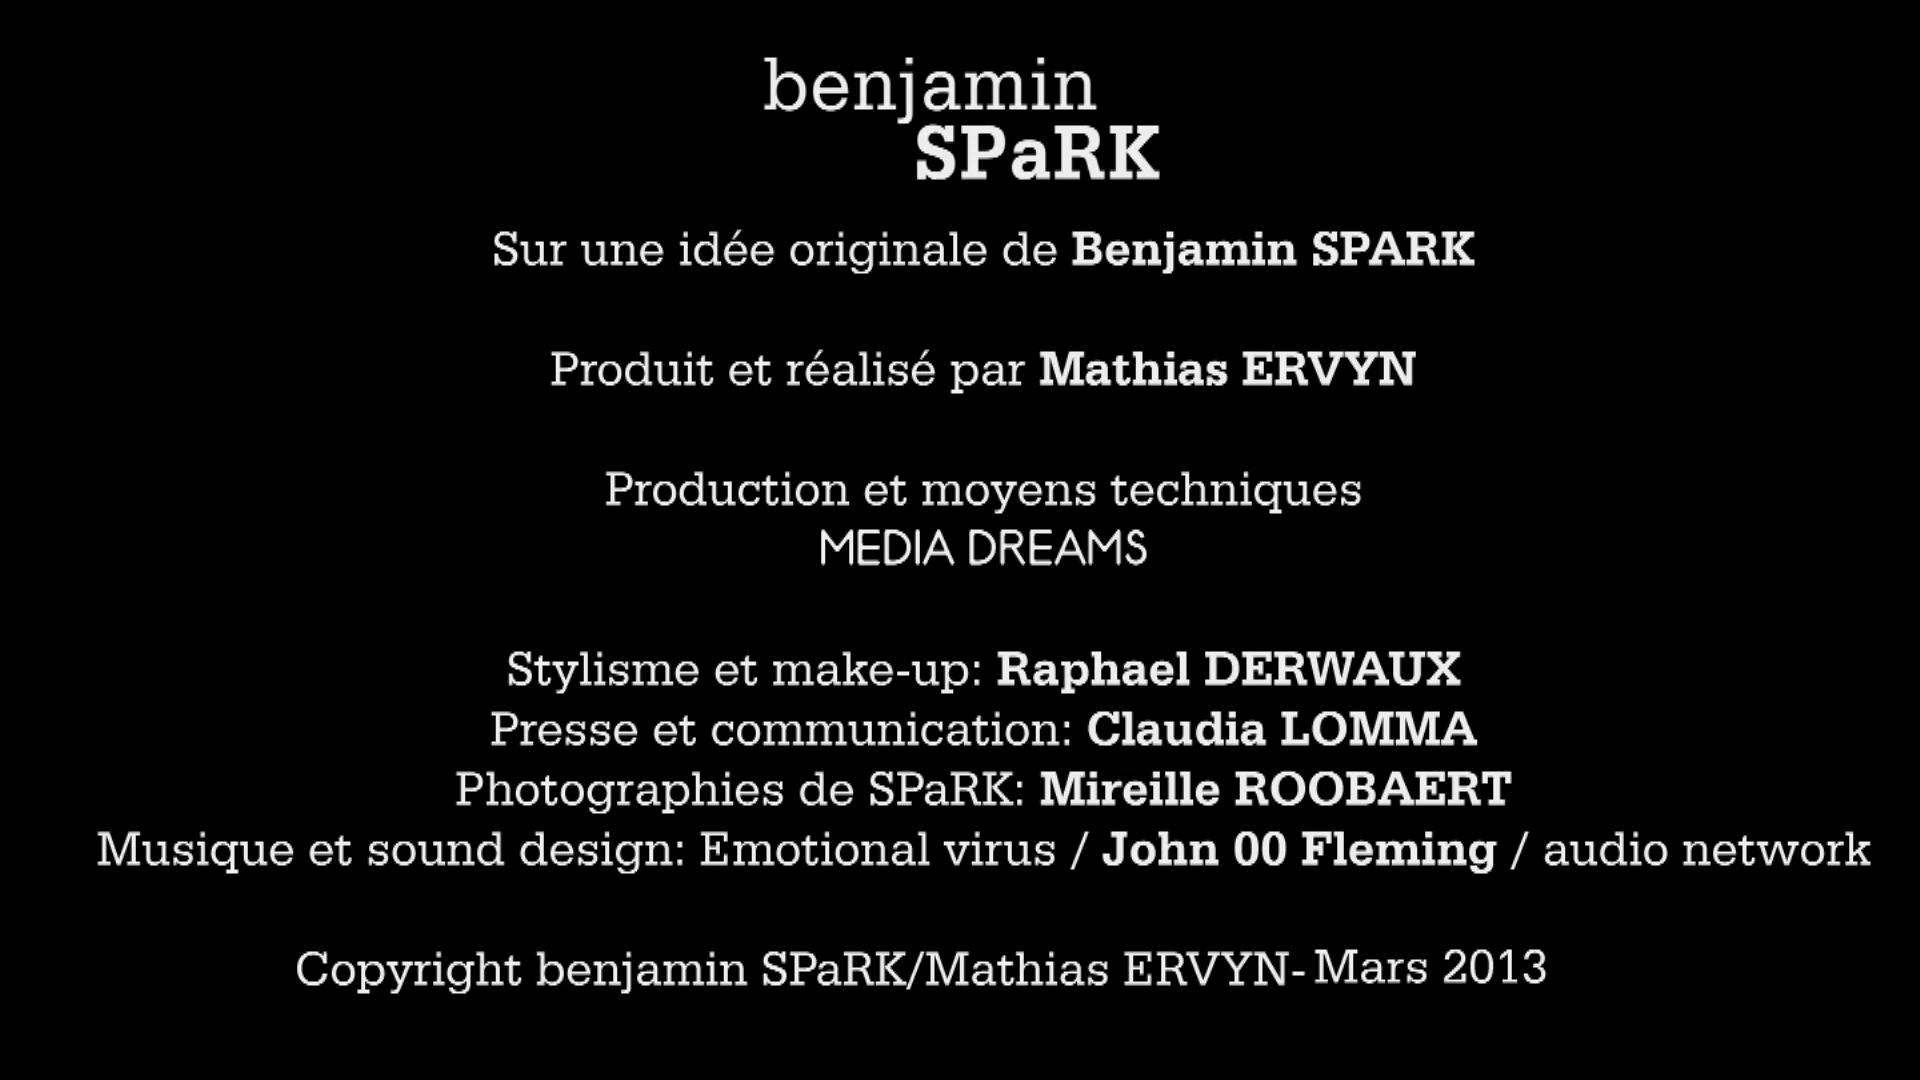 benjamin
SPaRK
Sur une idée originale de Benjamin SPARK
Produit et réalisé par Mathias ERVYN
Production et moyens techniques
MEDIA DREAMS
Stylisme et make-up: Raphael DERWAUX
Presse et communication: Claudia LOMMA
Photographies de SPaRK: Mireille ROOBAERT
Musique et sound design: Emotional virus / John 00 Fleming / audio network
Copyright benjamin SPaRK/Mathias ERVYN- Mars 2013